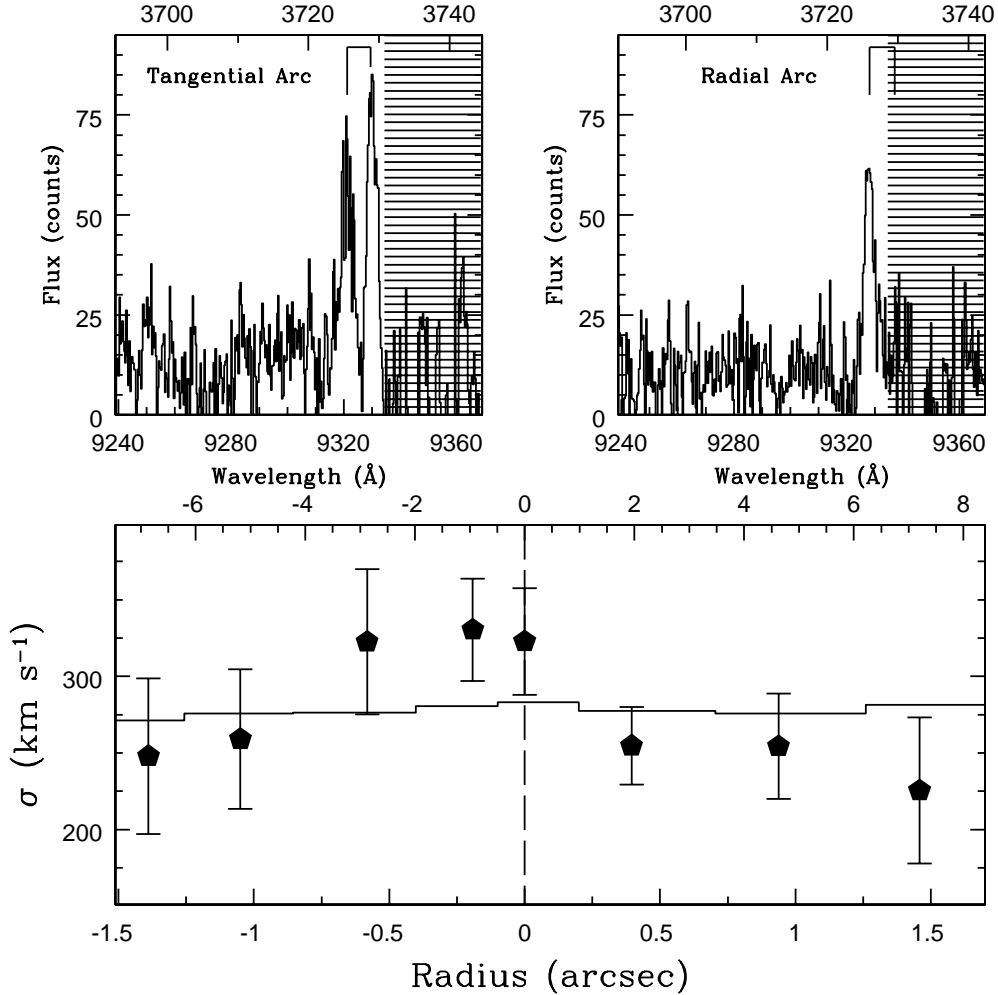 3700 3720 3740
3700 3720 3740
Tangential Arc
Radial Arc
Flux (counts)
75
50
25
0
Flux (counts)
75
50
25
0
9240 9280 9320 9360
9240 9280 9320 9360
Wavelength (Å)
Wavelength (Å)
-6 -4 -2 0 2 4 6 8
σ (km s⁻¹)
300
200
-1.5 -1 -0.5 0 0.5 1 1.5
Radius (arcsec)